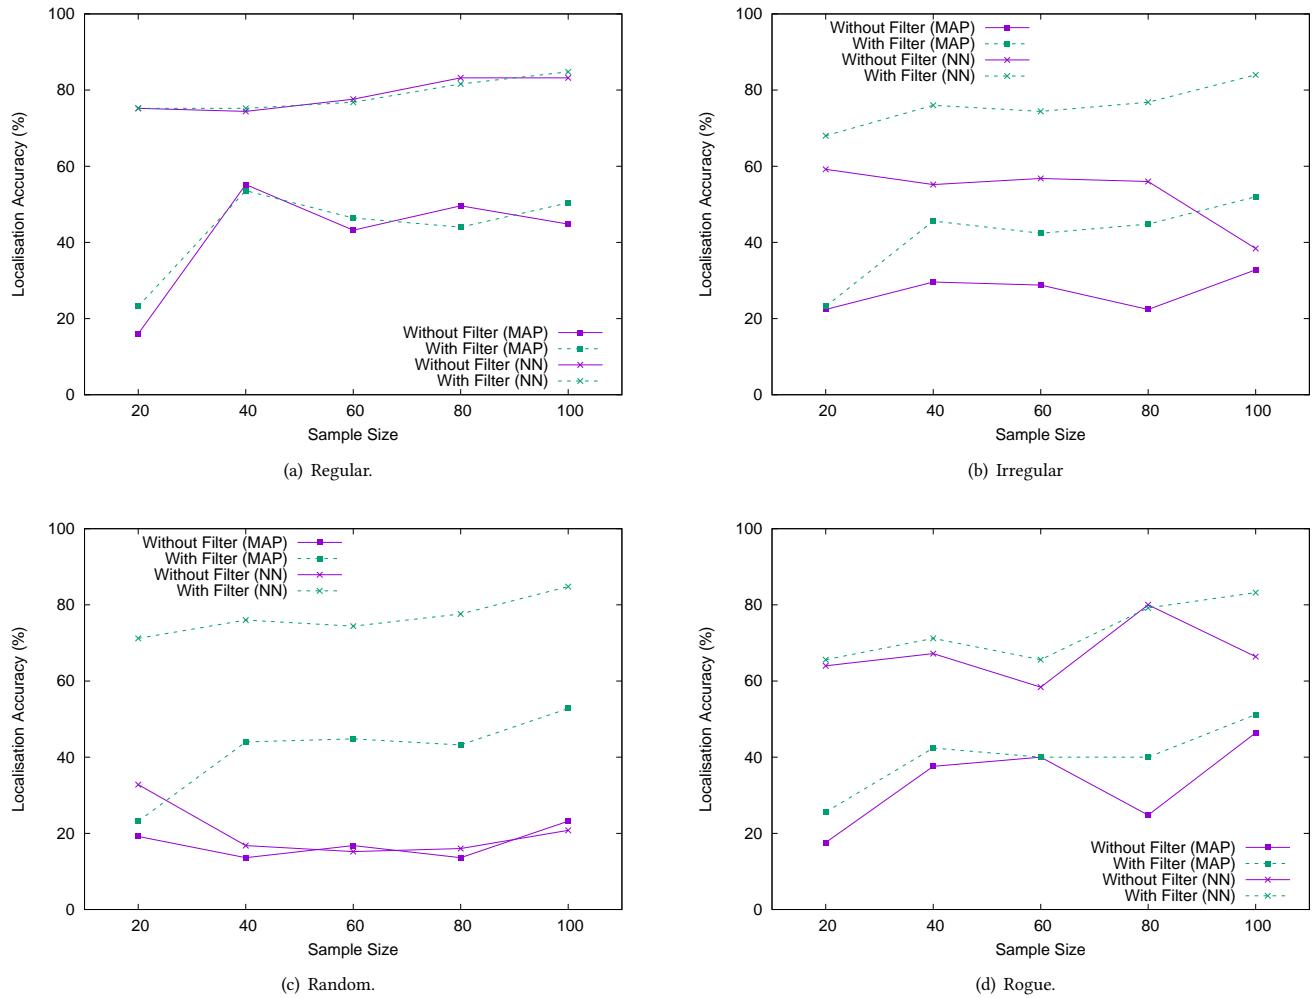 100
80
60
40
20
0
Localisation Accuracy (%)
Without Filter (MAP)
With Filter (MAP)
Without Filter (NN)
With Filter (NN)
20 40 60 80 100
Sample Size
(a) Regular.
100
80
60
40
20
0
Localisation Accuracy (%)
Without Filter (MAP)
With Filter (MAP)
Without Filter (NN)
With Filter (NN)
20 40 60 80 100
Sample Size
(b) Irregular
100
80
60
40
20
0
Localisation Accuracy (%)
Without Filter (MAP)
With Filter (MAP)
Without Filter (NN)
With Filter (NN)
20 40 60 80 100
Sample Size
(c) Random.
100
80
60
40
20
0
Localisation Accuracy (%)
Without Filter (MAP)
With Filter (MAP)
Without Filter (NN)
With Filter (NN)
20 40 60 80 100
Sample Size
(d) Rogue.